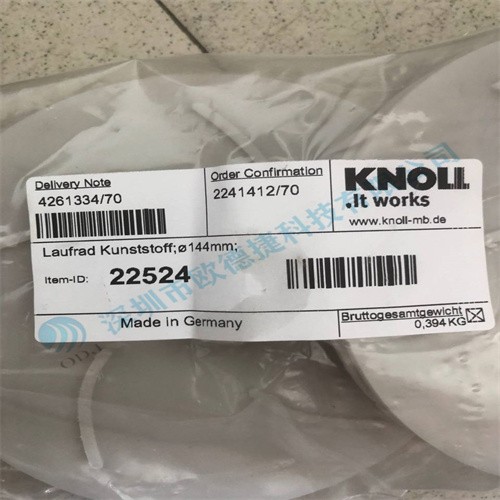 Delivery Note
4261334/70
Order Confirmation
2241412/70
KNOLL
.It works
www.knoll-mb.de
Laufrad Kunststoff;ø144mm;
Item-ID: 22524
Made in Germany
Bruttogesamtgewicht
0,394 KG
深圳市欧德捷科技有限公司